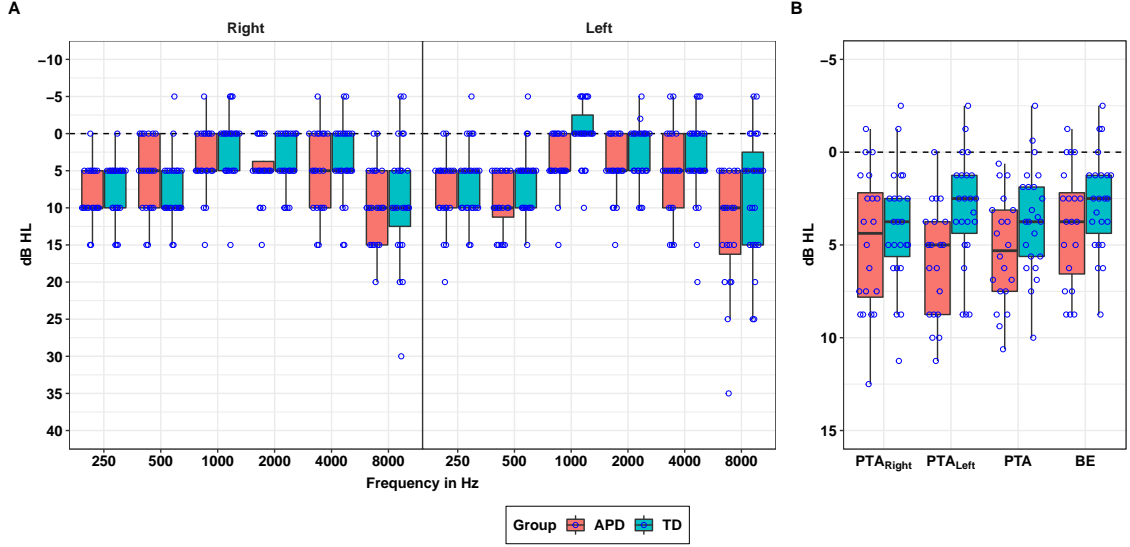 A
B
Right
Left
dB HL
−10
−5
0
5
10
15
20
25
30
35
40
250
500
1000
2000
4000
8000
250
500
1000
2000
4000
8000
Frequency in Hz
dB HL
−5
0
5
10
15
PTARight
PTALeft
PTA
BE
Group
APD
TD